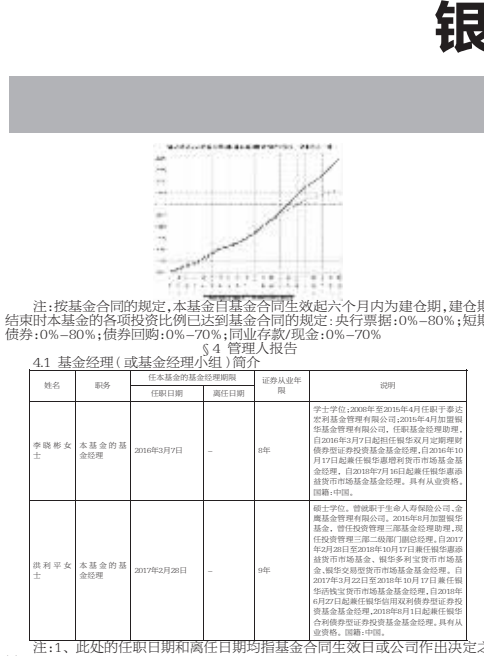 银
注:按基金合同的规定,本基金自基金合同生效起六个月内为建仓期,建仓期
结束时本基金的各项投资比例已达到基金合同的规定:央行票据:0%-80%;短期
债券:0%-80%;债券回购:0%-70%;同业存款/现金:0%-70%
§4 管理人报告
4.1 基金经理(或基金经理小组)简介
姓名 职务 任本基金的基金经理期限 证券从业年限 说明
任职日期 离任日期
李晓彬女士 本基金的基金经理 2016年3月7日 - 8年
学士学位;2008年至2015年4月任职于泰达
宏利基金管理有限公司;2015年4月加盟银
华基金管理有限公司，任职基金经理助理，
自2016年3月7日起担任银华双月定期理财
债券型证券投资基金基金经理,自2016年10
月17日起兼任银华惠增利货币市场基金基
金经理，自2018年7月16起兼任银华惠添
益货币市场基金基金经理。具有从业资格。
国籍:中国。
洪利平女士 本基金的基金经理 2017年2月28日 - 9年
硕士学位。曾就职于生命人寿保险公司、金
鹰基金管理有限公司。2015年8月加盟银华
基金，曾任投资管理三部基金经理助理,现
任投资管理三部二级部门副总经理。自2017
年2月28日至2018年10月17日兼任银华惠添
益货币市场基金、银华多利宝货币市场基
金、银华交易型货币市场基金基金经理，自
2017年3月22日至2018年10月17日兼任银
华活钱宝货币市场基金基金经理,自2018年
6月27日起兼任银华信用双利债券型证券投
资基金基金经理,2018年8月1日起兼任银华
合利债券型证券投资基金基金经理。具有从
业资格。国籍:中国。
注:1、此处的任职日期和离任日期均指基金合同生效日或公司作出决定之